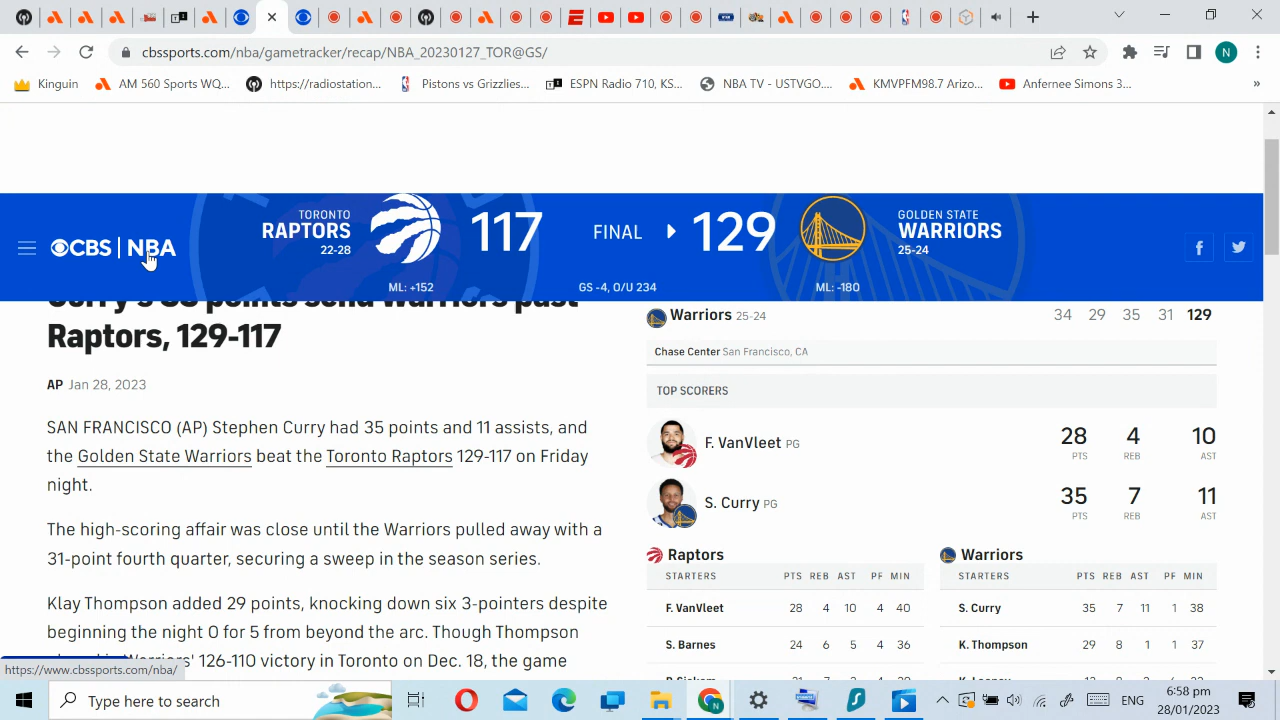 cbssports.com/nba/gametracker/recap/NBA_20230127_TOR@GS/
N
Kinguin
AM 560 Sports WQ...
https://radiostation...
Pistons vs Grizzlies...
ESPN Radio 710, KS...
NBA TV - USTVGO....
KMVPFM98.7 Arizo...
Anfernee Simons 3...
»
CBS | NBA
TORONTO
RAPTORS
22-28
117
FINAL
129
GOLDEN STATE
WARRIORS
25-24
ML: +152
GS -4, O/U 234
ML: -180
Curry's 35 points send Warriors past
Raptors, 129-117
AP Jan 28, 2023
SAN FRANCISCO (AP) Stephen Curry had 35 points and 11 assists, and
the Golden State Warriors beat the Toronto Raptors 129-117 on Friday
night.
The high-scoring affair was close until the Warriors pulled away with a
31-point fourth quarter, securing a sweep in the season series.
Klay Thompson added 29 points, knocking down six 3-pointers despite
beginning the night 0 for 5 from beyond the arc. Though Thompson
Warriors' 126-110 victory in Toronto on Dec. 18, the game
Warriors 25-24 34 29 35 31 129
Chase Center San Francisco, CA
TOP SCORERS
F. VanVleet PG 28 4 10
PTS REB AST
S. Curry PG 35 7 11
PTS REB AST
Raptors
STARTERS PTS REB AST PF MIN
F. VanVleet 28 4 10 4 40
S. Barnes 24 6 5 4 36
Warriors
STARTERS PTS REB AST PF MIN
S. Curry 35 7 11 1 38
K. Thompson 29 8 1 1 37
https://www.cbssports.com/nba/
Type here to search
ENG
6:58 pm
28/01/2023